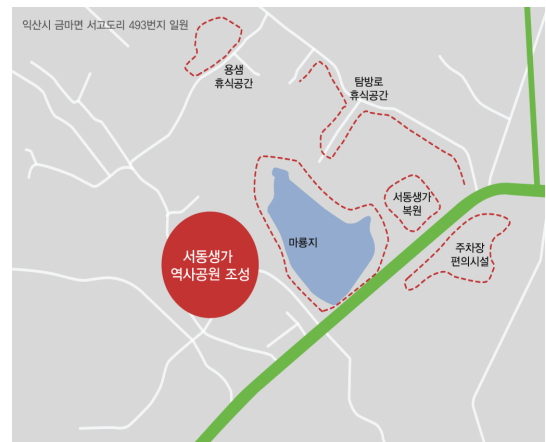 익산시 금마면 서고도리 493번지 일원
용샘
휴식공간
탐방로
휴식공간
서동생가
복원
마룡지
주차장
편의시설
서동생가
역사공원 조성